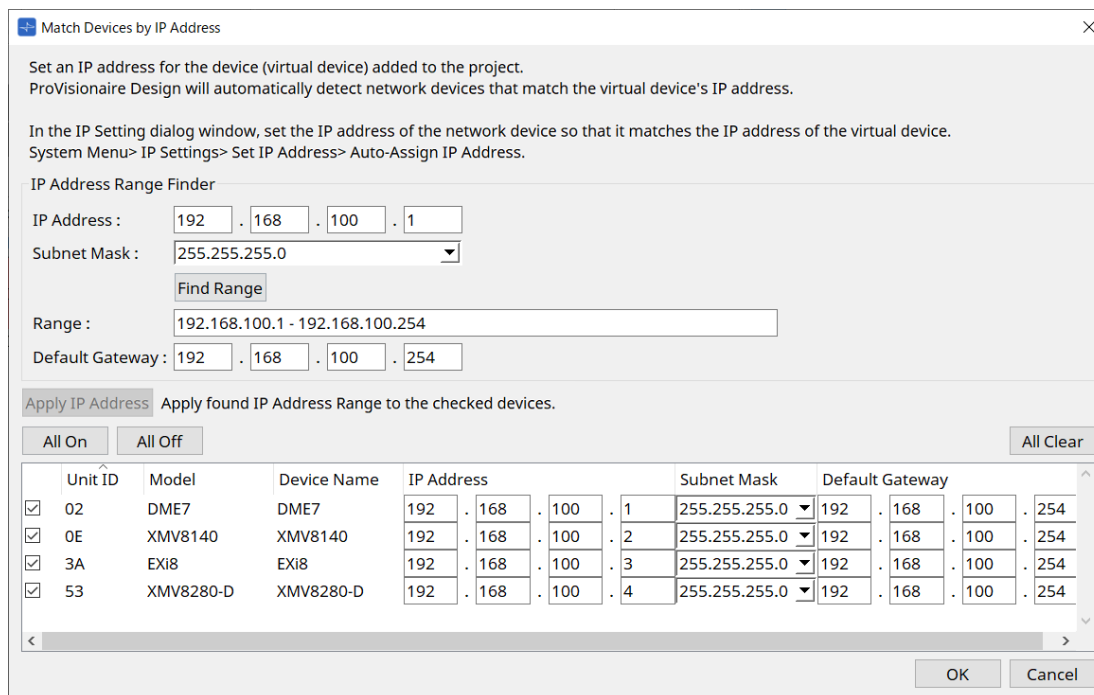 Match Devices by IP Address
Set an IP address for the device (virtual device) added to the project.
ProVisionaire Design will automatically detect network devices that match the virtual device's IP address.
In the IP Setting dialog window, set the IP address of the network device so that it matches the IP address of the virtual device.
System Menu> IP Settings> Set IP Address> Auto-Assign IP Address.
IP Address Range Finder
IP Address : 192 . 168 . 100 . 1
Subnet Mask : 255.255.255.0
Find Range
Range : 192.168.100.1 - 192.168.100.254
Default Gateway : 192 . 168 . 100 . 254
Apply IP Address Apply found IP Address Range to the checked devices.
All On All Off All Clear
Unit ID Model Device Name IP Address Subnet Mask Default Gateway
02 DME7 DME7 192 . 168 . 100 . 1 255.255.255.0 192 . 168 . 100 . 254
0E XMV8140 XMV8140 192 . 168 . 100 . 2 255.255.255.0 192 . 168 . 100 . 254
3A EXi8 EXi8 192 . 168 . 100 . 3 255.255.255.0 192 . 168 . 100 . 254
53 XMV8280-D XMV8280-D 192 . 168 . 100 . 4 255.255.255.0 192 . 168 . 100 . 254
OK Cancel